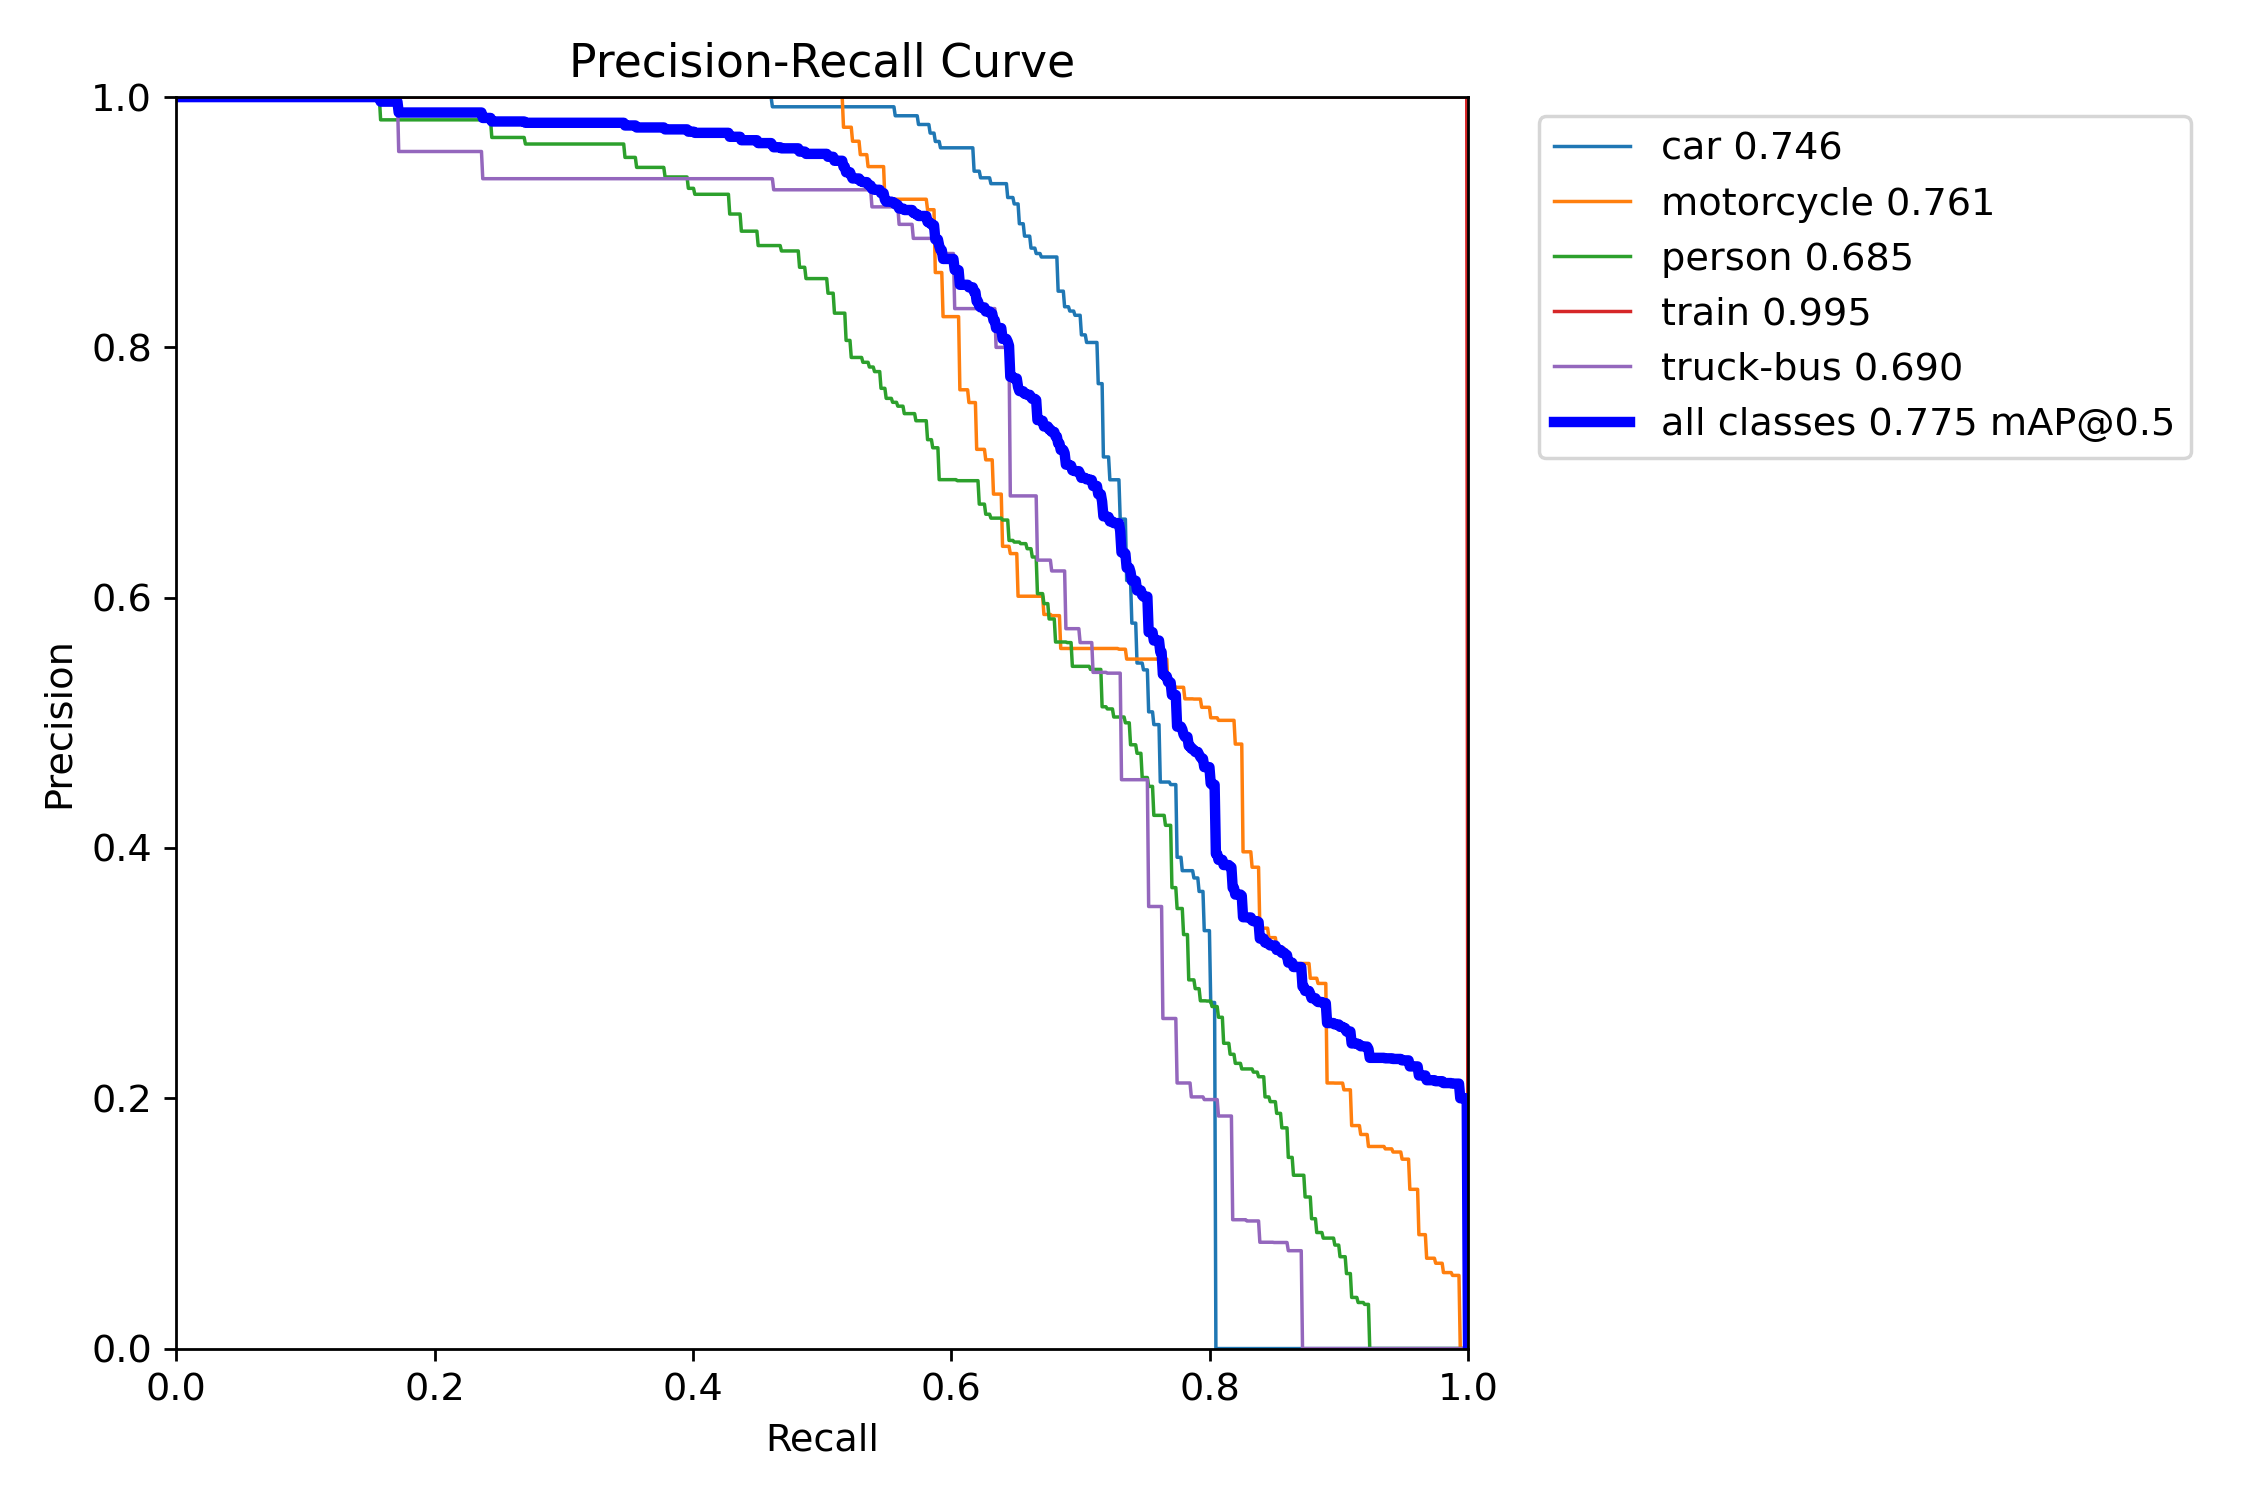 Precision-Recall Curve
1.0
0.8
0.6
0.4
0.2
0.0
Precision
0.0 0.2 0.4 0.6 0.8 1.0
Recall
car 0.746
motorcycle 0.761
person 0.685
train 0.995
truck-bus 0.690
all classes 0.775 mAP@0.5